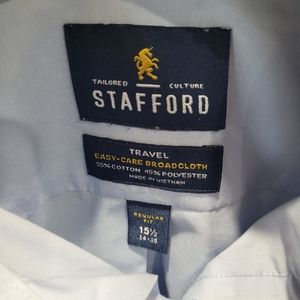 TAILORED CULTURE
STAFFORD
TRAVEL
EASY-CARE BROADCLOTH
55% COTTON 45% POLYESTER
MADE IN VIETNAM
REGULAR
FIT
15½